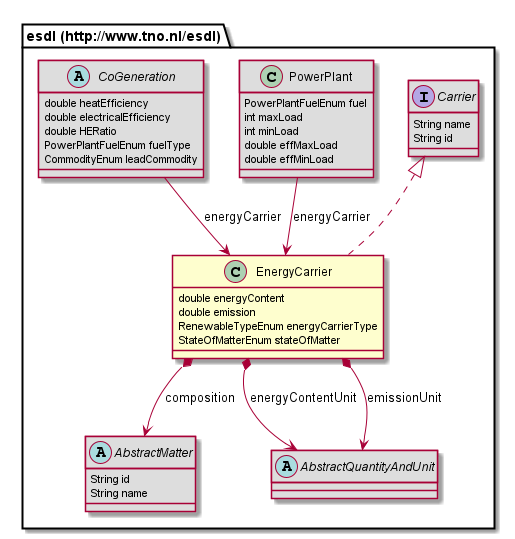 esdl (http://www.tno.nl/esdl)
A CoGeneration
double heatEfficiency
double electricalEfficiency
double HERatio
PowerPlantFuelEnum fuelType
CommodityEnum leadCommodity
C PowerPlant
PowerPlantFuelEnum fuel
int maxLoad
int minLoad
double effMaxLoad
double effMinLoad
I Carrier
String name
String id
energyCarrier
energyCarrier
C EnergyCarrier
double energyContent
double emission
RenewableTypeEnum energyCarrierType
StateOfMatterEnum stateOfMatter
composition
energyContentUnit
emissionUnit
A AbstractMatter
String id
String name
A AbstractQuantityAndUnit